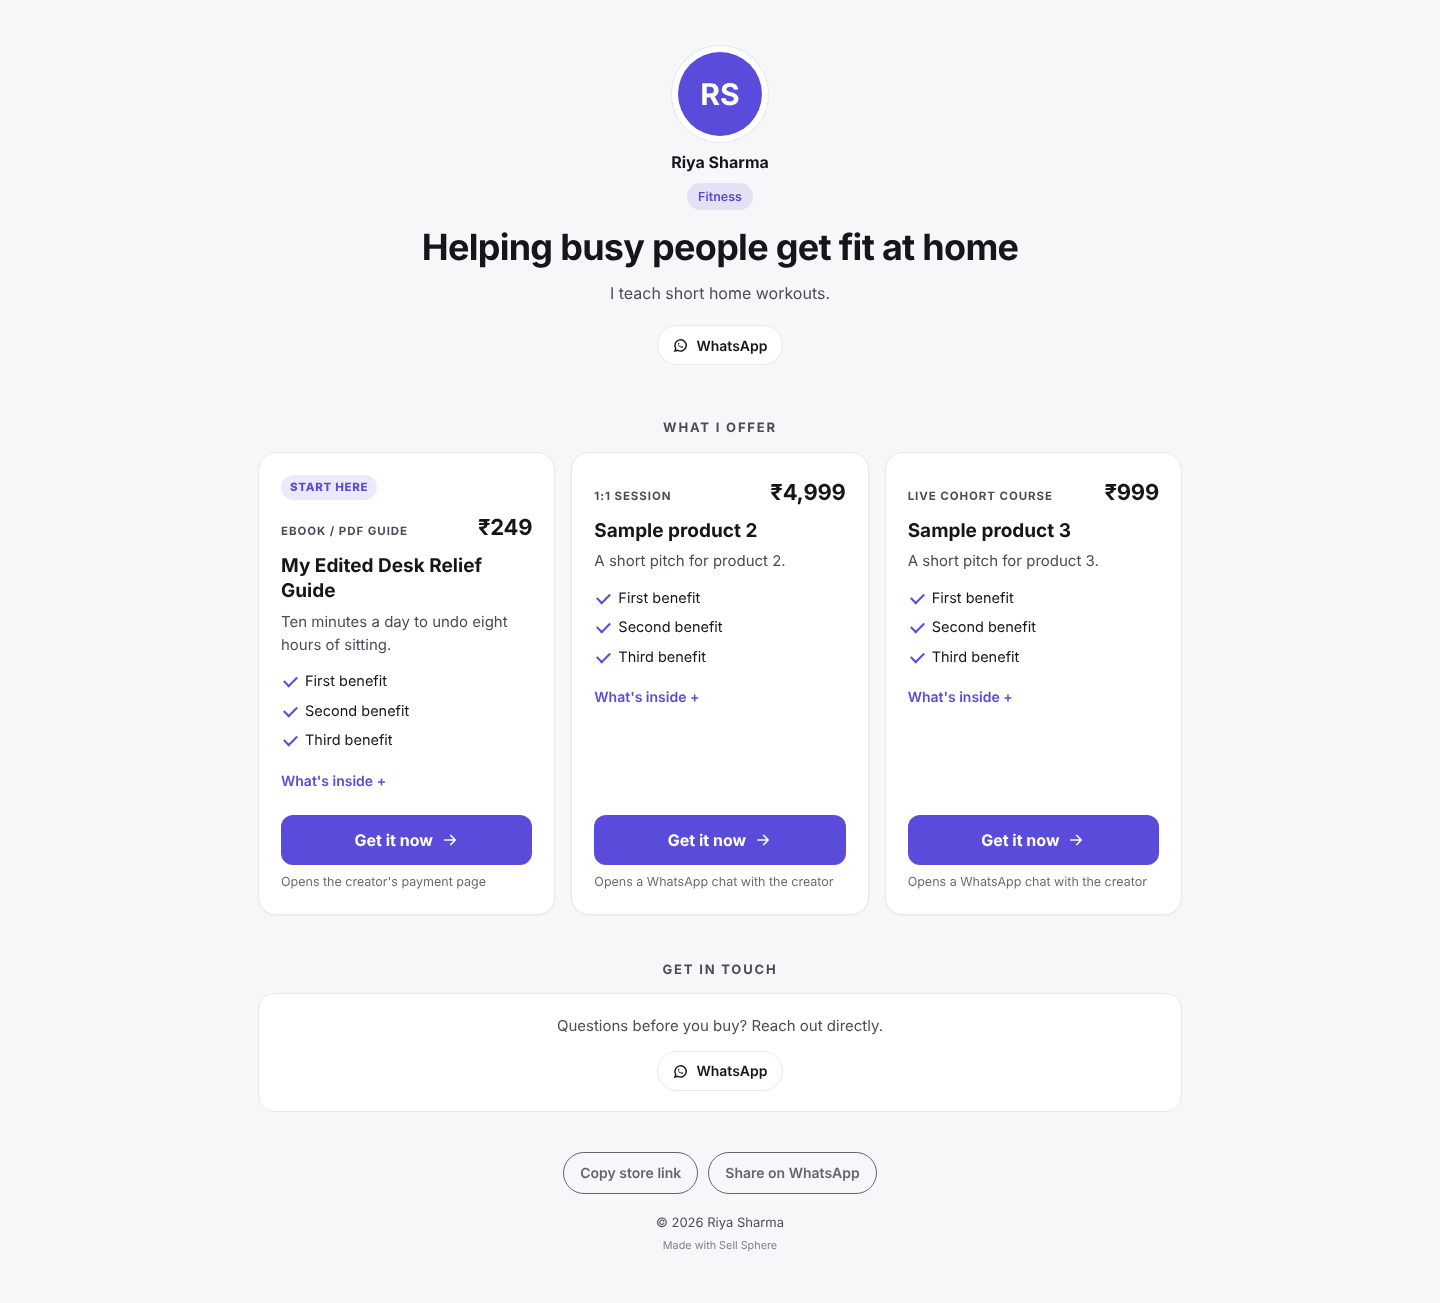 RS
Riya Sharma
Fitness
Helping busy people get fit at home
I teach short home workouts.
WhatsApp
WHAT I OFFER
START HERE
EBOOK / PDF GUIDE ₹249
My Edited Desk Relief
Guide
Ten minutes a day to undo eight
hours of sitting.
First benefit
Second benefit
Third benefit
What's inside +
Get it now →
Opens the creator's payment page
1:1 SESSION ₹4,999
Sample product 2
A short pitch for product 2.
First benefit
Second benefit
Third benefit
What's inside +
Get it now →
Opens a WhatsApp chat with the creator
LIVE COHORT COURSE ₹999
Sample product 3
A short pitch for product 3.
First benefit
Second benefit
Third benefit
What's inside +
Get it now →
Opens a WhatsApp chat with the creator
GET IN TOUCH
Questions before you buy? Reach out directly.
WhatsApp
Copy store link
Share on WhatsApp
© 2026 Riya Sharma
Made with Sell Sphere